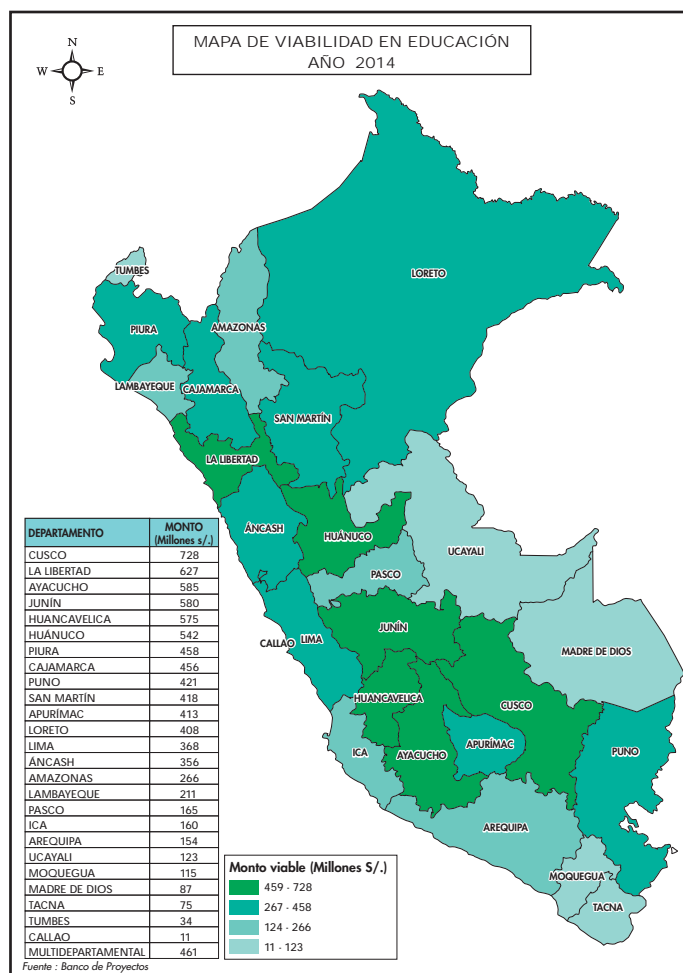 MAPA DE VIABILIDAD EN EDUCACIÓN
AÑO 2014
N
W E
S
TUMBES
LORETO
PIURA
AMAZONAS
LAMBAYEQUE
CAJAMARCA
SAN MARTÍN
LA LIBERTAD
ÁNCASH
HUÁNUCO
UCAYALI
PASCO
JUNÍN
CALLAO
LIMA
MADRE DE DIOS
HUANCAVELICA
CUSCO
ICA
AYACUCHO
APURÍMAC
PUNO
AREQUIPA
MOQUEGUA
TACNA
DEPARTAMENTO MONTO
(Millones s/.)
CUSCO 728
LA LIBERTAD 627
AYACUCHO 585
JUNÍN 580
HUANCAVELICA 575
HUÁNUCO 542
PIURA 458
CAJAMARCA 456
PUNO 421
SAN MARTÍN 418
APURÍMAC 413
LORETO 408
LIMA 368
ÁNCASH 356
AMAZONAS 266
LAMBAYEQUE 211
PASCO 165
ICA 160
AREQUIPA 154
UCAYALI 123
MOQUEGUA 115
MADRE DE DIOS 87
TACNA 75
TUMBES 34
CALLAO 11
MULTIDEPARTAMENTAL 461
Fuente : Banco de Proyectos
Monto viable (Millones S/.)
459 - 728
267 - 458
124 - 266
11 - 123